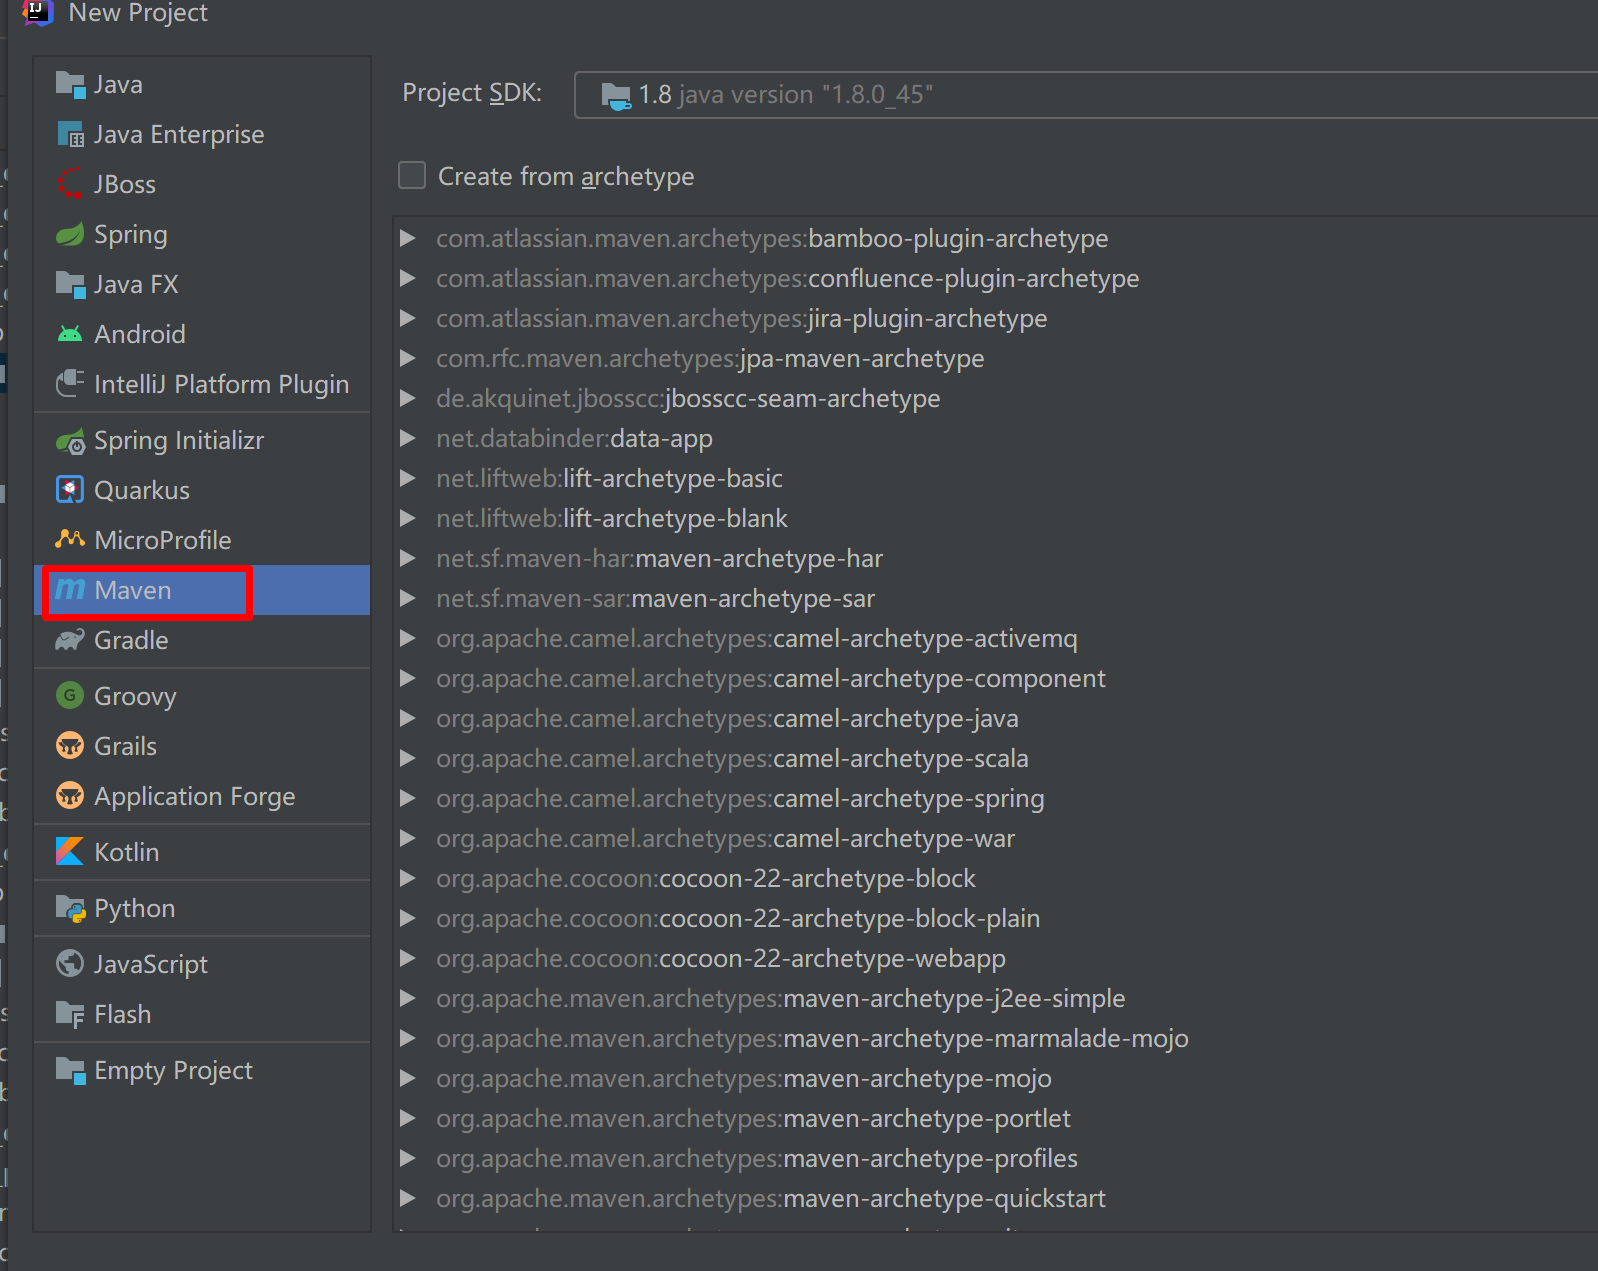 New Project
Java
Java Enterprise
JBoss
Spring
Java FX
Android
IntelliJ Platform Plugin
Spring Initializr
Quarkus
MicroProfile
Maven
Gradle
Groovy
Grails
Application Forge
Kotlin
Python
JavaScript
Flash
Empty Project
Project SDK:
1.8 java version "1.8.0_45"
Create from archetype
com.atlassian.maven.archetypes:bamboo-plugin-archetype
com.atlassian.maven.archetypes:confluence-plugin-archetype
com.atlassian.maven.archetypes:jira-plugin-archetype
com.rfc.maven.archetypes:jpa-maven-archetype
de.akquinet.jbosscc:jbosscc-seam-archetype
net.databinder:data-app
net.liftweb:lift-archetype-basic
net.liftweb:lift-archetype-blank
net.sf.maven-har:maven-archetype-har
net.sf.maven-sar:maven-archetype-sar
org.apache.camel.archetypes:camel-archetype-activemq
org.apache.camel.archetypes:camel-archetype-component
org.apache.camel.archetypes:camel-archetype-java
org.apache.camel.archetypes:camel-archetype-scala
org.apache.camel.archetypes:camel-archetype-spring
org.apache.camel.archetypes:camel-archetype-war
org.apache.cocoon:cocoon-22-archetype-block
org.apache.cocoon:cocoon-22-archetype-block-plain
org.apache.cocoon:cocoon-22-archetype-webapp
org.apache.maven.archetypes:maven-archetype-j2ee-simple
org.apache.maven.archetypes:maven-archetype-marmalade-mojo
org.apache.maven.archetypes:maven-archetype-mojo
org.apache.maven.archetypes:maven-archetype-portlet
org.apache.maven.archetypes:maven-archetype-profiles
org.apache.maven.archetypes:maven-archetype-quickstart